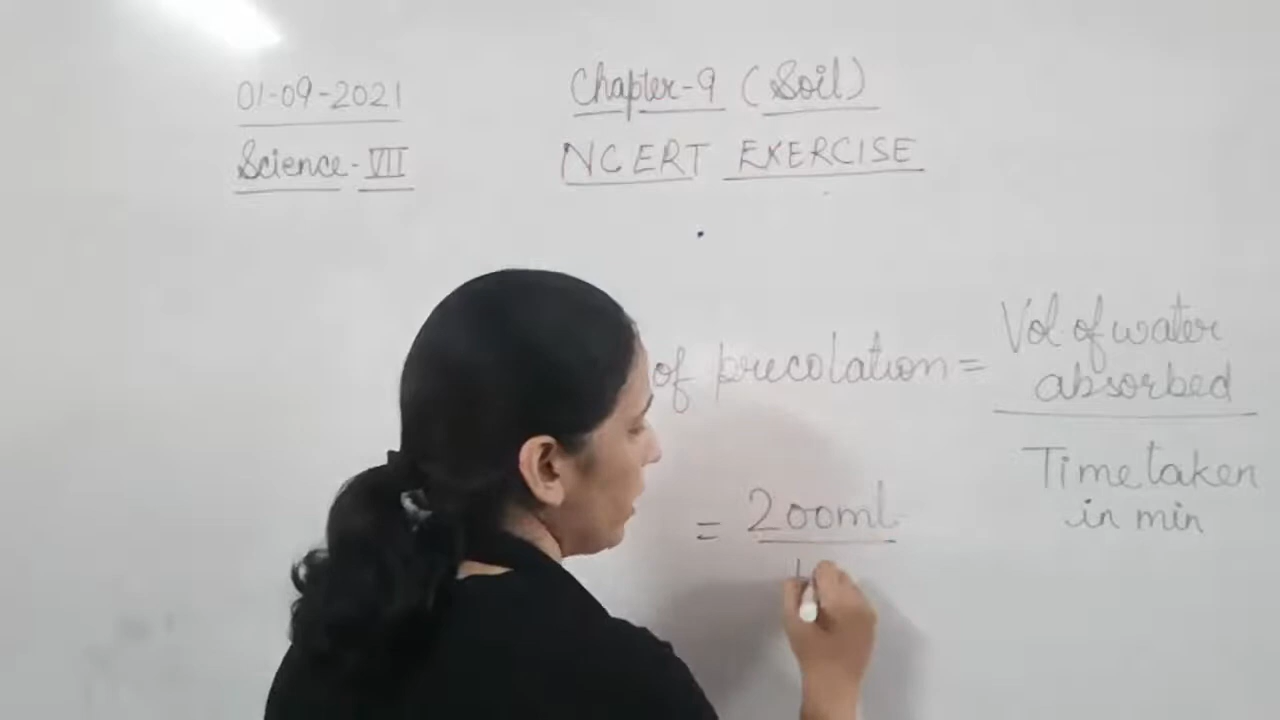 01-09-2021
Chapter-9 (Soil)
Science-VII
NCERT EXERCISE
of precolation =
Vol. of water
absorbed
Time taken
in min
= 200ml